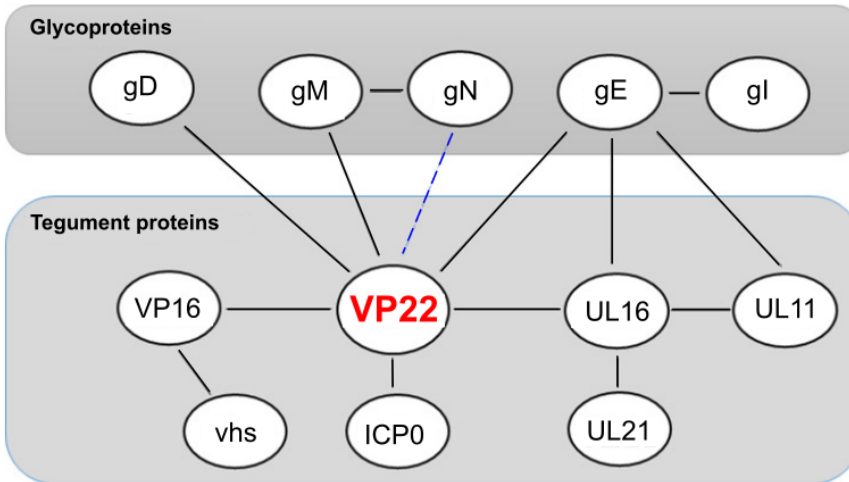 Glycoproteins
gD
gM
gN
gE
gI
Tegument proteins
VP16
VP22
UL16
UL11
vhs
ICP0
UL21